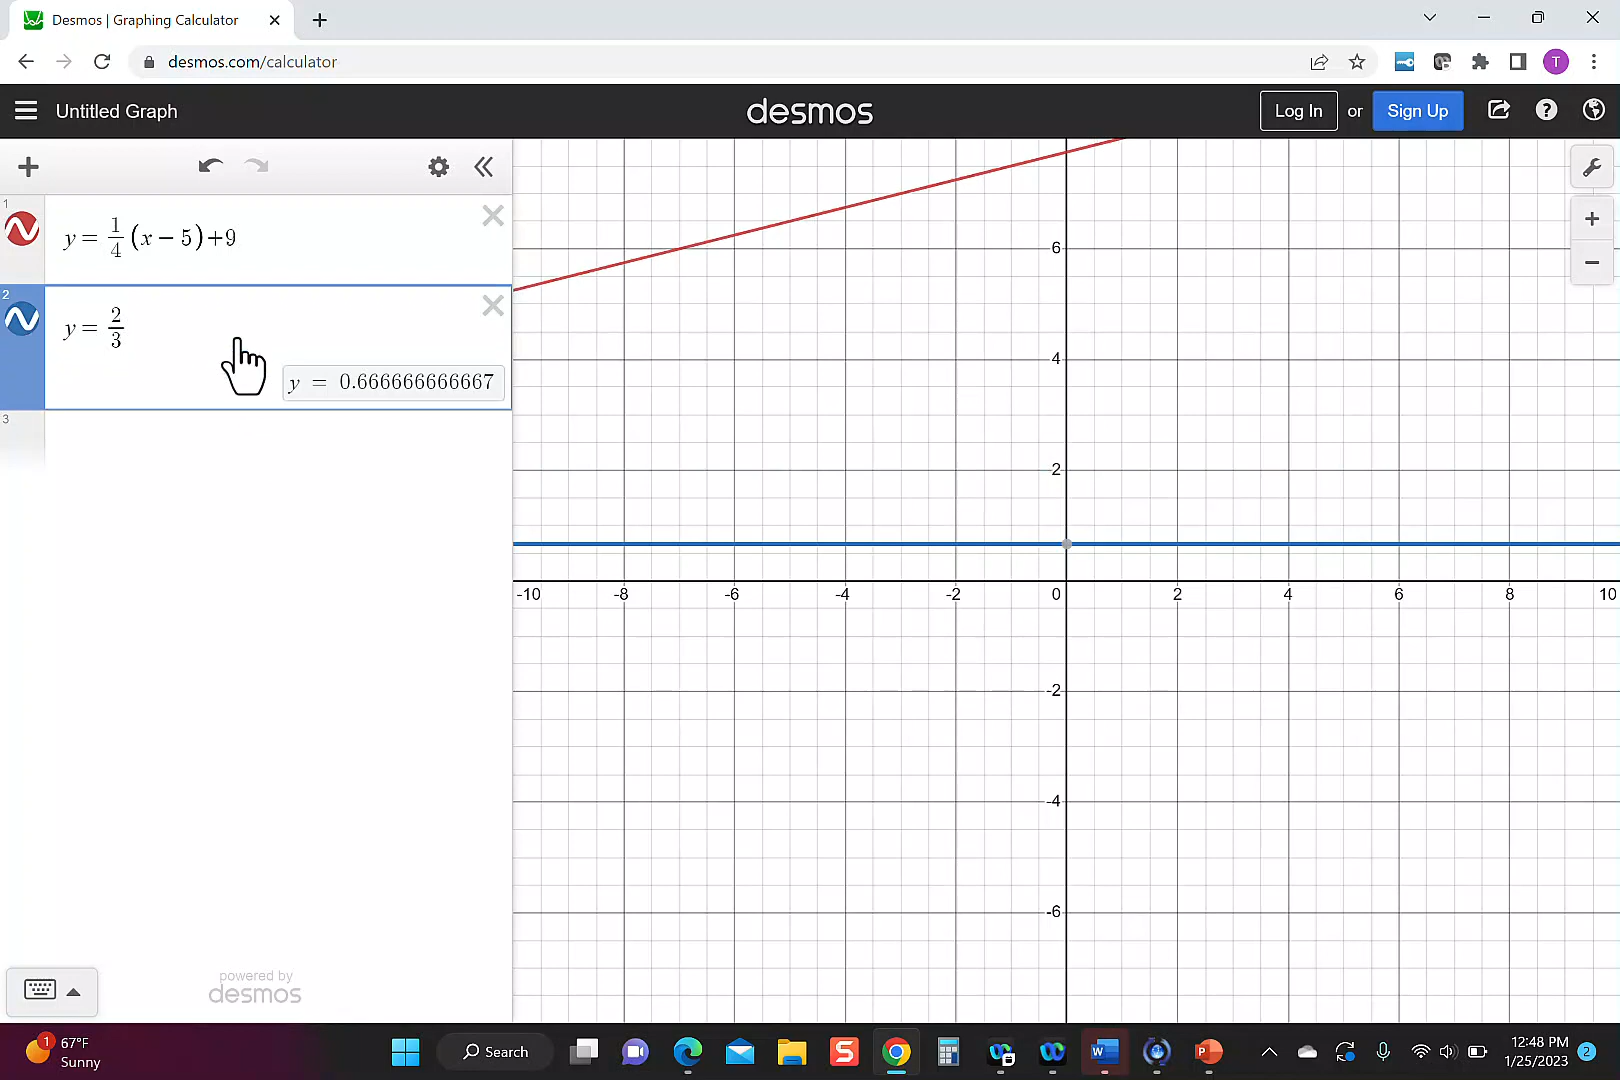 Desmos | Graphing Calculator
desmos.com/calculator
T
Untitled Graph
desmos
Log In or Sign Up
1
y = 1/4 (x − 5)+9
2
y = 2/3
y = 0.666666666667
3
6
4
2
-10 -8 -6 -4 -2 0 2 4 6 8 10
-2
-4
-6
powered by
desmos
1
67°F
Sunny
Search
S
W
P
12:48 PM
1/25/2023
2